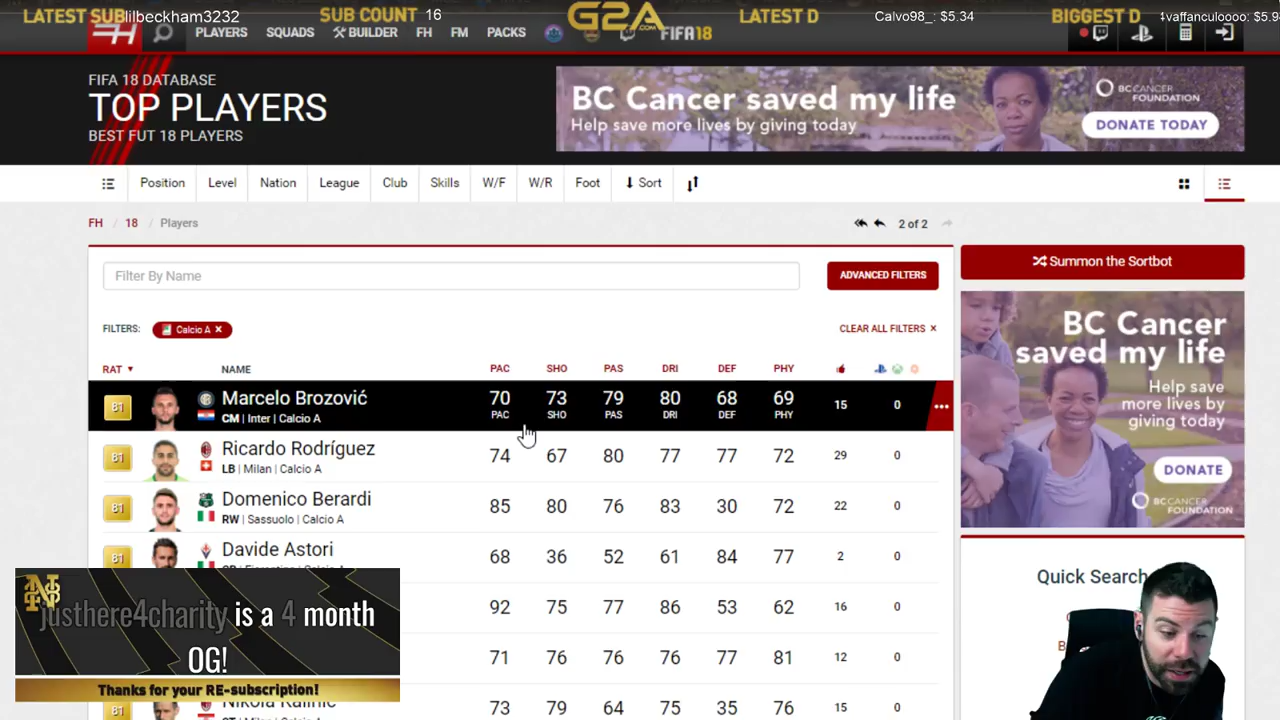 LATEST SUB lilbeckham3232 SUB COUNT 16 G2A.COM LATEST D Calvo98_: $5.34 BIGGEST D
PLAYERS SQUADS BUILDER FH FM PACKS FIFA18
FIFA 18 DATABASE
TOP PLAYERS
BEST FUT 18 PLAYERS
BC Cancer saved my life
Help save more lives by giving today
BC CANCER
FOUNDATION
DONATE TODAY
Position Level Nation League Club Skills W/F W/R Foot Sort
FH / 18 / Players
2 of 2
Filter By Name
ADVANCED FILTERS
FILTERS: Calcio A ×
CLEAR ALL FILTERS ×
RAT NAME PAC SHO PAS DRI DEF PHY
81 Marcelo Brozović 70 73 79 80 68 69 15 0
CM | Inter | Calcio A PAC SHO PAS DRI DEF PHY
81 Ricardo Rodríguez 74 67 80 77 77 72 29 0
LB | Milan | Calcio A
81 Domenico Berardi 85 80 76 83 30 72 22 0
RW | Sassuolo | Calcio A
81 Davide Astori 68 36 52 61 84 77 2 0
92 75 77 86 53 62 16 0
71 76 76 76 77 81 12 0
81 Nikola Kalinić 73 79 64 75 35 76 15 0
justhere4charity is a 4 month
OG!
Thanks for your RE-subscription!
Summon the Sortbot
BC Cancer
saved my life
Help save
more lives by
giving today
DONATE
BC CANCER
FOUNDATION
Quick Search